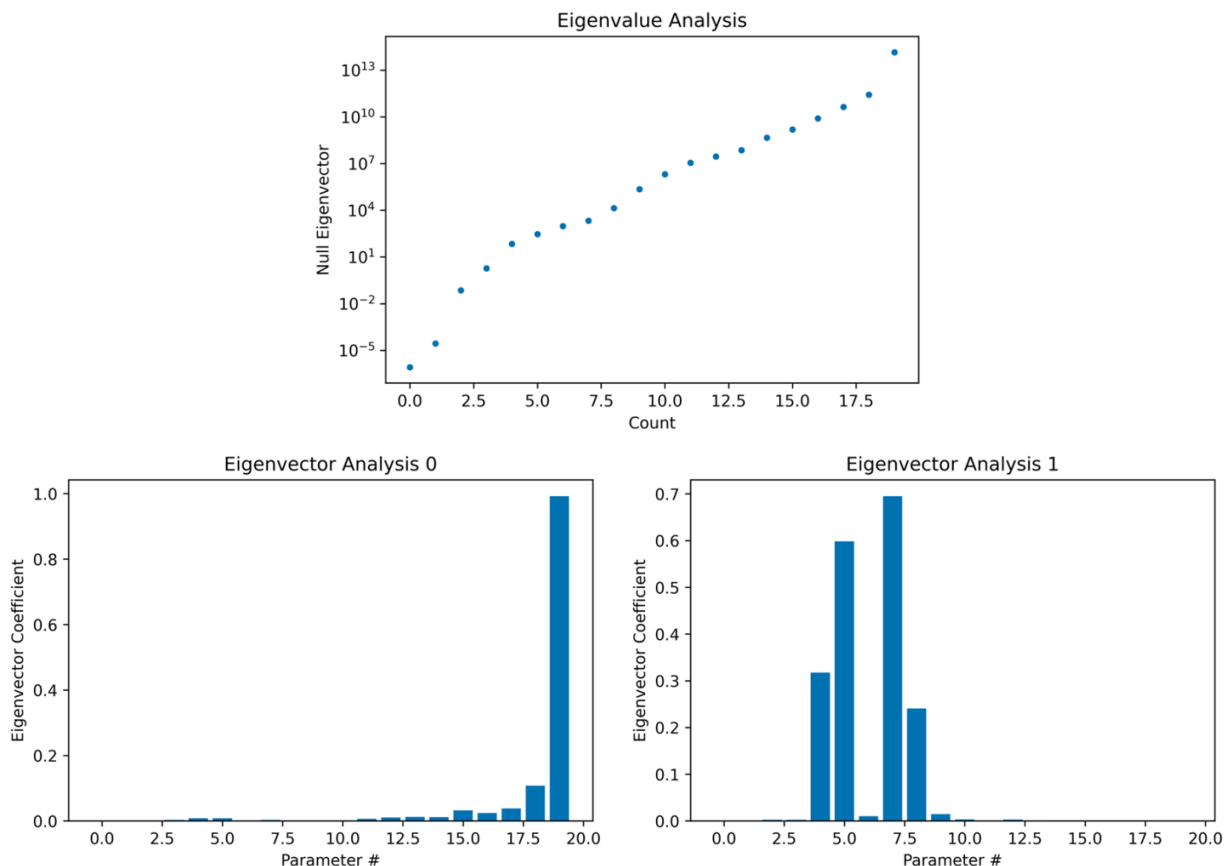 Eigenvalue Analysis
10^13
10^10
10^7
10^4
10^1
10^-2
10^-5
Null Eigenvector
0.0 2.5 5.0 7.5 10.0 12.5 15.0 17.5
Count
Eigenvector Analysis 0
1.0
0.8
0.6
0.4
0.2
0.0
Eigenvector Coefficient
0.0 2.5 5.0 7.5 10.0 12.5 15.0 17.5 20.0
Parameter #
Eigenvector Analysis 1
0.7
0.6
0.5
0.4
0.3
0.2
0.1
0.0
Eigenvector Coefficient
0.0 2.5 5.0 7.5 10.0 12.5 15.0 17.5 20.0
Parameter #